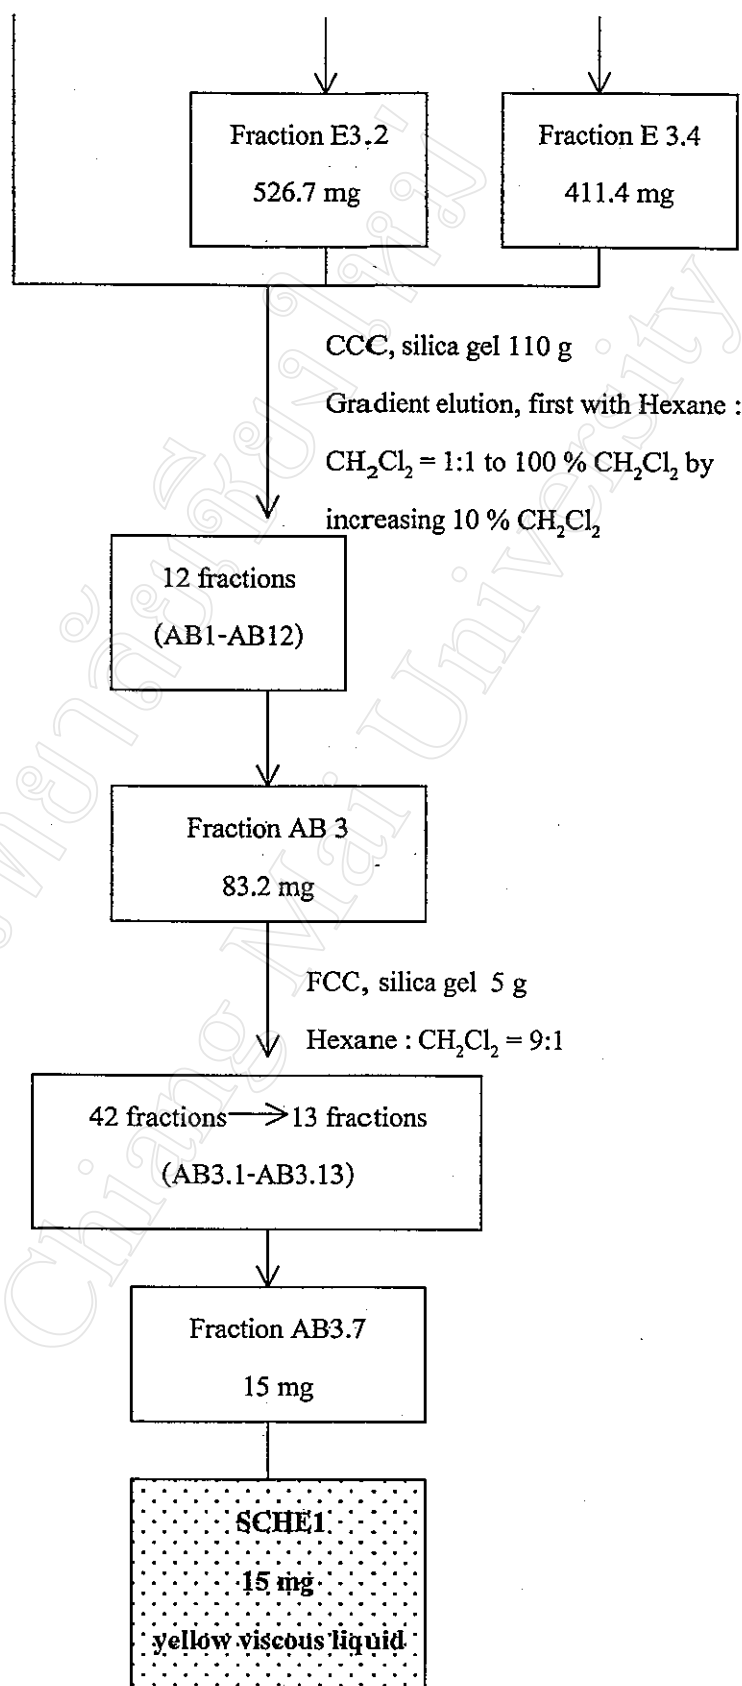 Fraction E3.2
526.7 mg
Fraction E 3.4
411.4 mg
CCC, silica gel 110 g
Gradient elution, first with Hexane :
CH₂Cl₂ = 1:1 to 100 % CH₂Cl₂ by
increasing 10 % CH₂Cl₂
12 fractions
(AB1-AB12)
Fraction AB 3
83.2 mg
FCC, silica gel 5 g
Hexane : CH₂Cl₂ = 9:1
42 fractions → 13 fractions
(AB3.1-AB3.13)
Fraction AB3.7
15 mg
SCHE1
15 mg
yellow viscous liquid
Chiang Mai University